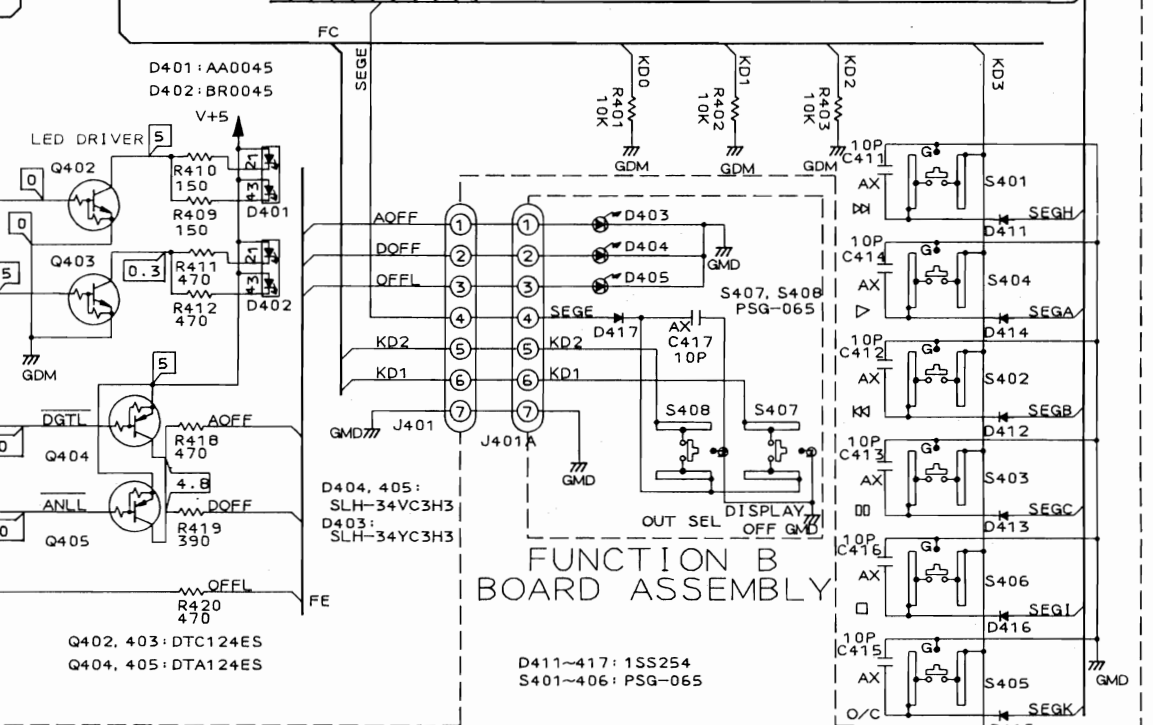 FC
SEGE
D401:AA0045
D402:BR0045
V+5
LED DRIVER
5
Q402
0
R410
150
R409
150
21
43
D401
0
Q403
5
0.3
R411
470
R412
470
21
43
D402
GDM
5
DGTL
0
Q404
R418
470
AOFF
4.8
ANLL
0
Q405
R419
390
DOFF
OFFL
R420
470
FE
Q402, 403:DTC124ES
Q404, 405:DTA124ES
KD0
R401
10K
GDM
KD1
R402
10K
GDM
KD2
R403
10K
GDM
KD3
AOFF
DOFF
OFFL
KD2
KD1
GMD
1
2
3
4
5
6
7
J401
1
2
3
4
5
6
7
J401A
D403
D404
D405
GMD
S407, S408
PSG-065
SEGE
D417
AX
C417
10P
KD2
KD1
S408
S407
GMD
OUT SEL
DISPLAY
OFF
GMD
D404, 405:
SLH-34VC3H3
D403:
SLH-34YC3H3
FUNCTION B
BOARD ASSEMBLY
D411~417: 1SS254
S401~406: PSG-065
10P
C411
AX
G
S401
D411
SEGH
10P
C414
AX
G
S404
D414
SEGA
10P
C412
AX
G
S402
D412
SEGB
10P
C413
AX
G
S403
D413
SEGC
10P
C416
AX
G
S406
D416
SEGI
10P
C415
AX
G
S405
O/C
SEGK
GMD